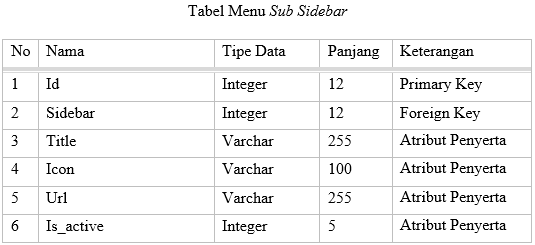 Tabel Menu Sub Sidebar
No Nama Tipe Data Panjang Keterangan
1 Id Integer 12 Primary Key
2 Sidebar Integer 12 Foreign Key
3 Title Varchar 255 Atribut Penyerta
4 Icon Varchar 100 Atribut Penyerta
5 Url Varchar 255 Atribut Penyerta
6 Is_active Integer 5 Atribut Penyerta